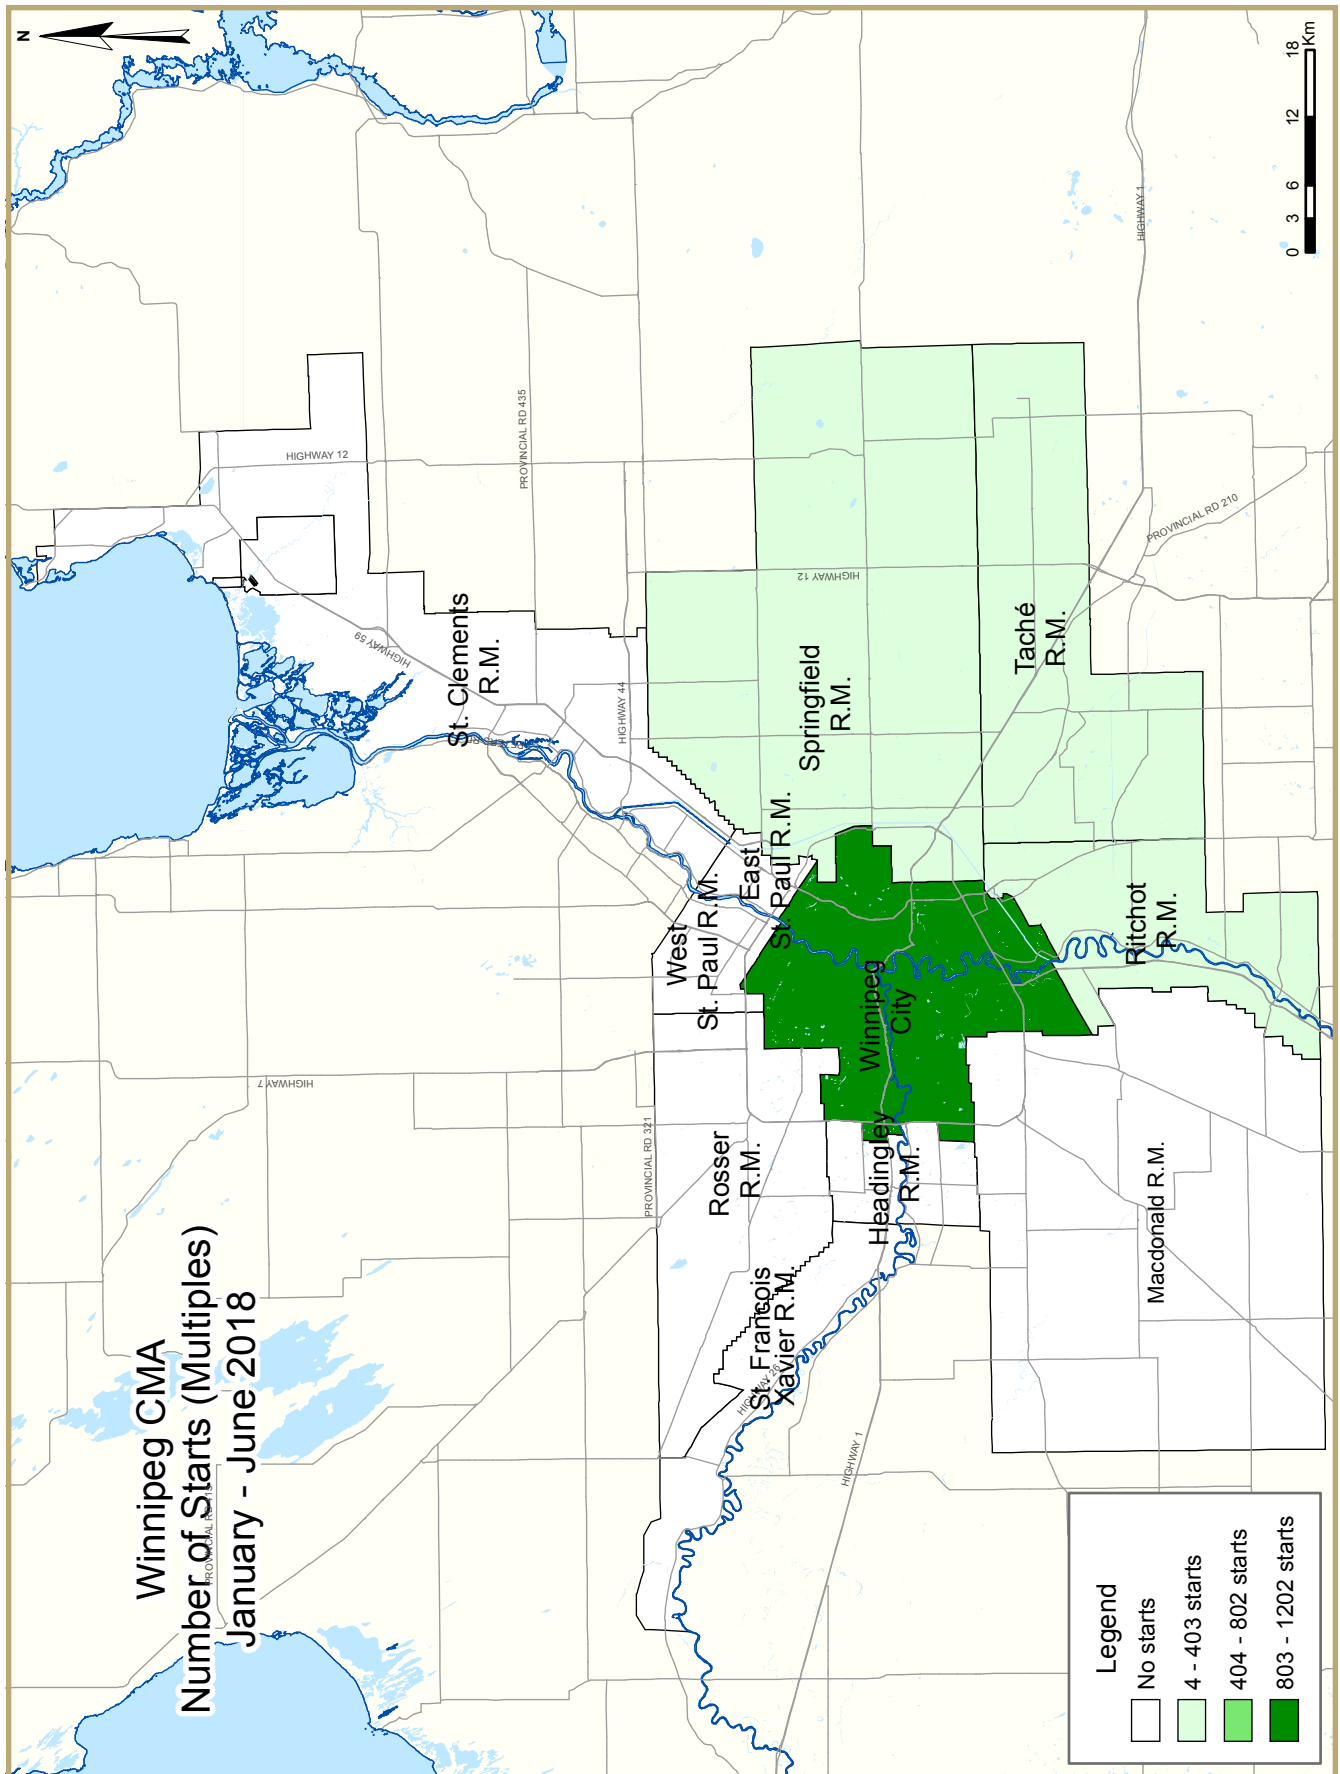 Winnipeg CMA
Number of Starts (Multiples)
January - June 2018
N
HIGHWAY 12
PROVINCIAL RD 435
HIGHWAY 59
St. Clements
R.M.
HIGHWAY 44
HIGHWAY 7
PROVINCIAL RD 321
HIGHWAY 12
Springfield
R.M.
Taché
R.M.
HIGHWAY 1
PROVINCIAL RD 210
East
St. Paul R.M.
West
St. Paul R.M.
Rosser
R.M.
Winnipeg
City
Headingley
R.M.
St. Francois
Xavier R.M.
HIGHWAY 26
HIGHWAY 1
Ritchot
R.M.
Macdonald R.M.
Legend
No starts
4 - 403 starts
404 - 802 starts
803 - 1202 starts
0 3 6 12 18
Km